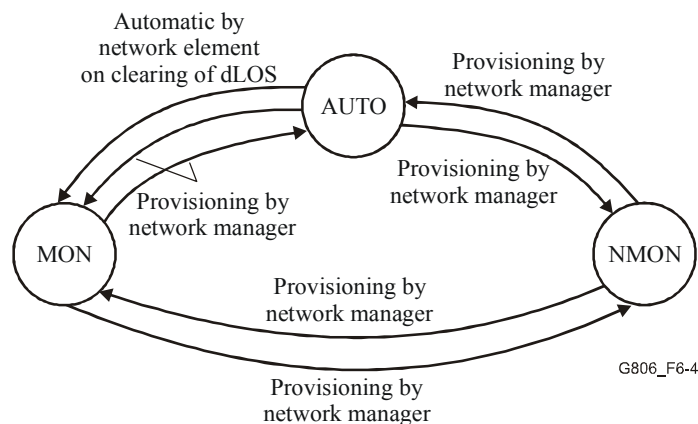 Automatic by
network element
on clearing of dLOS
Provisioning by
network manager
AUTO
Provisioning by
network manager
Provisioning by
network manager
MON
NMON
Provisioning by
network manager
G806_F6-4
Provisioning by
network manager